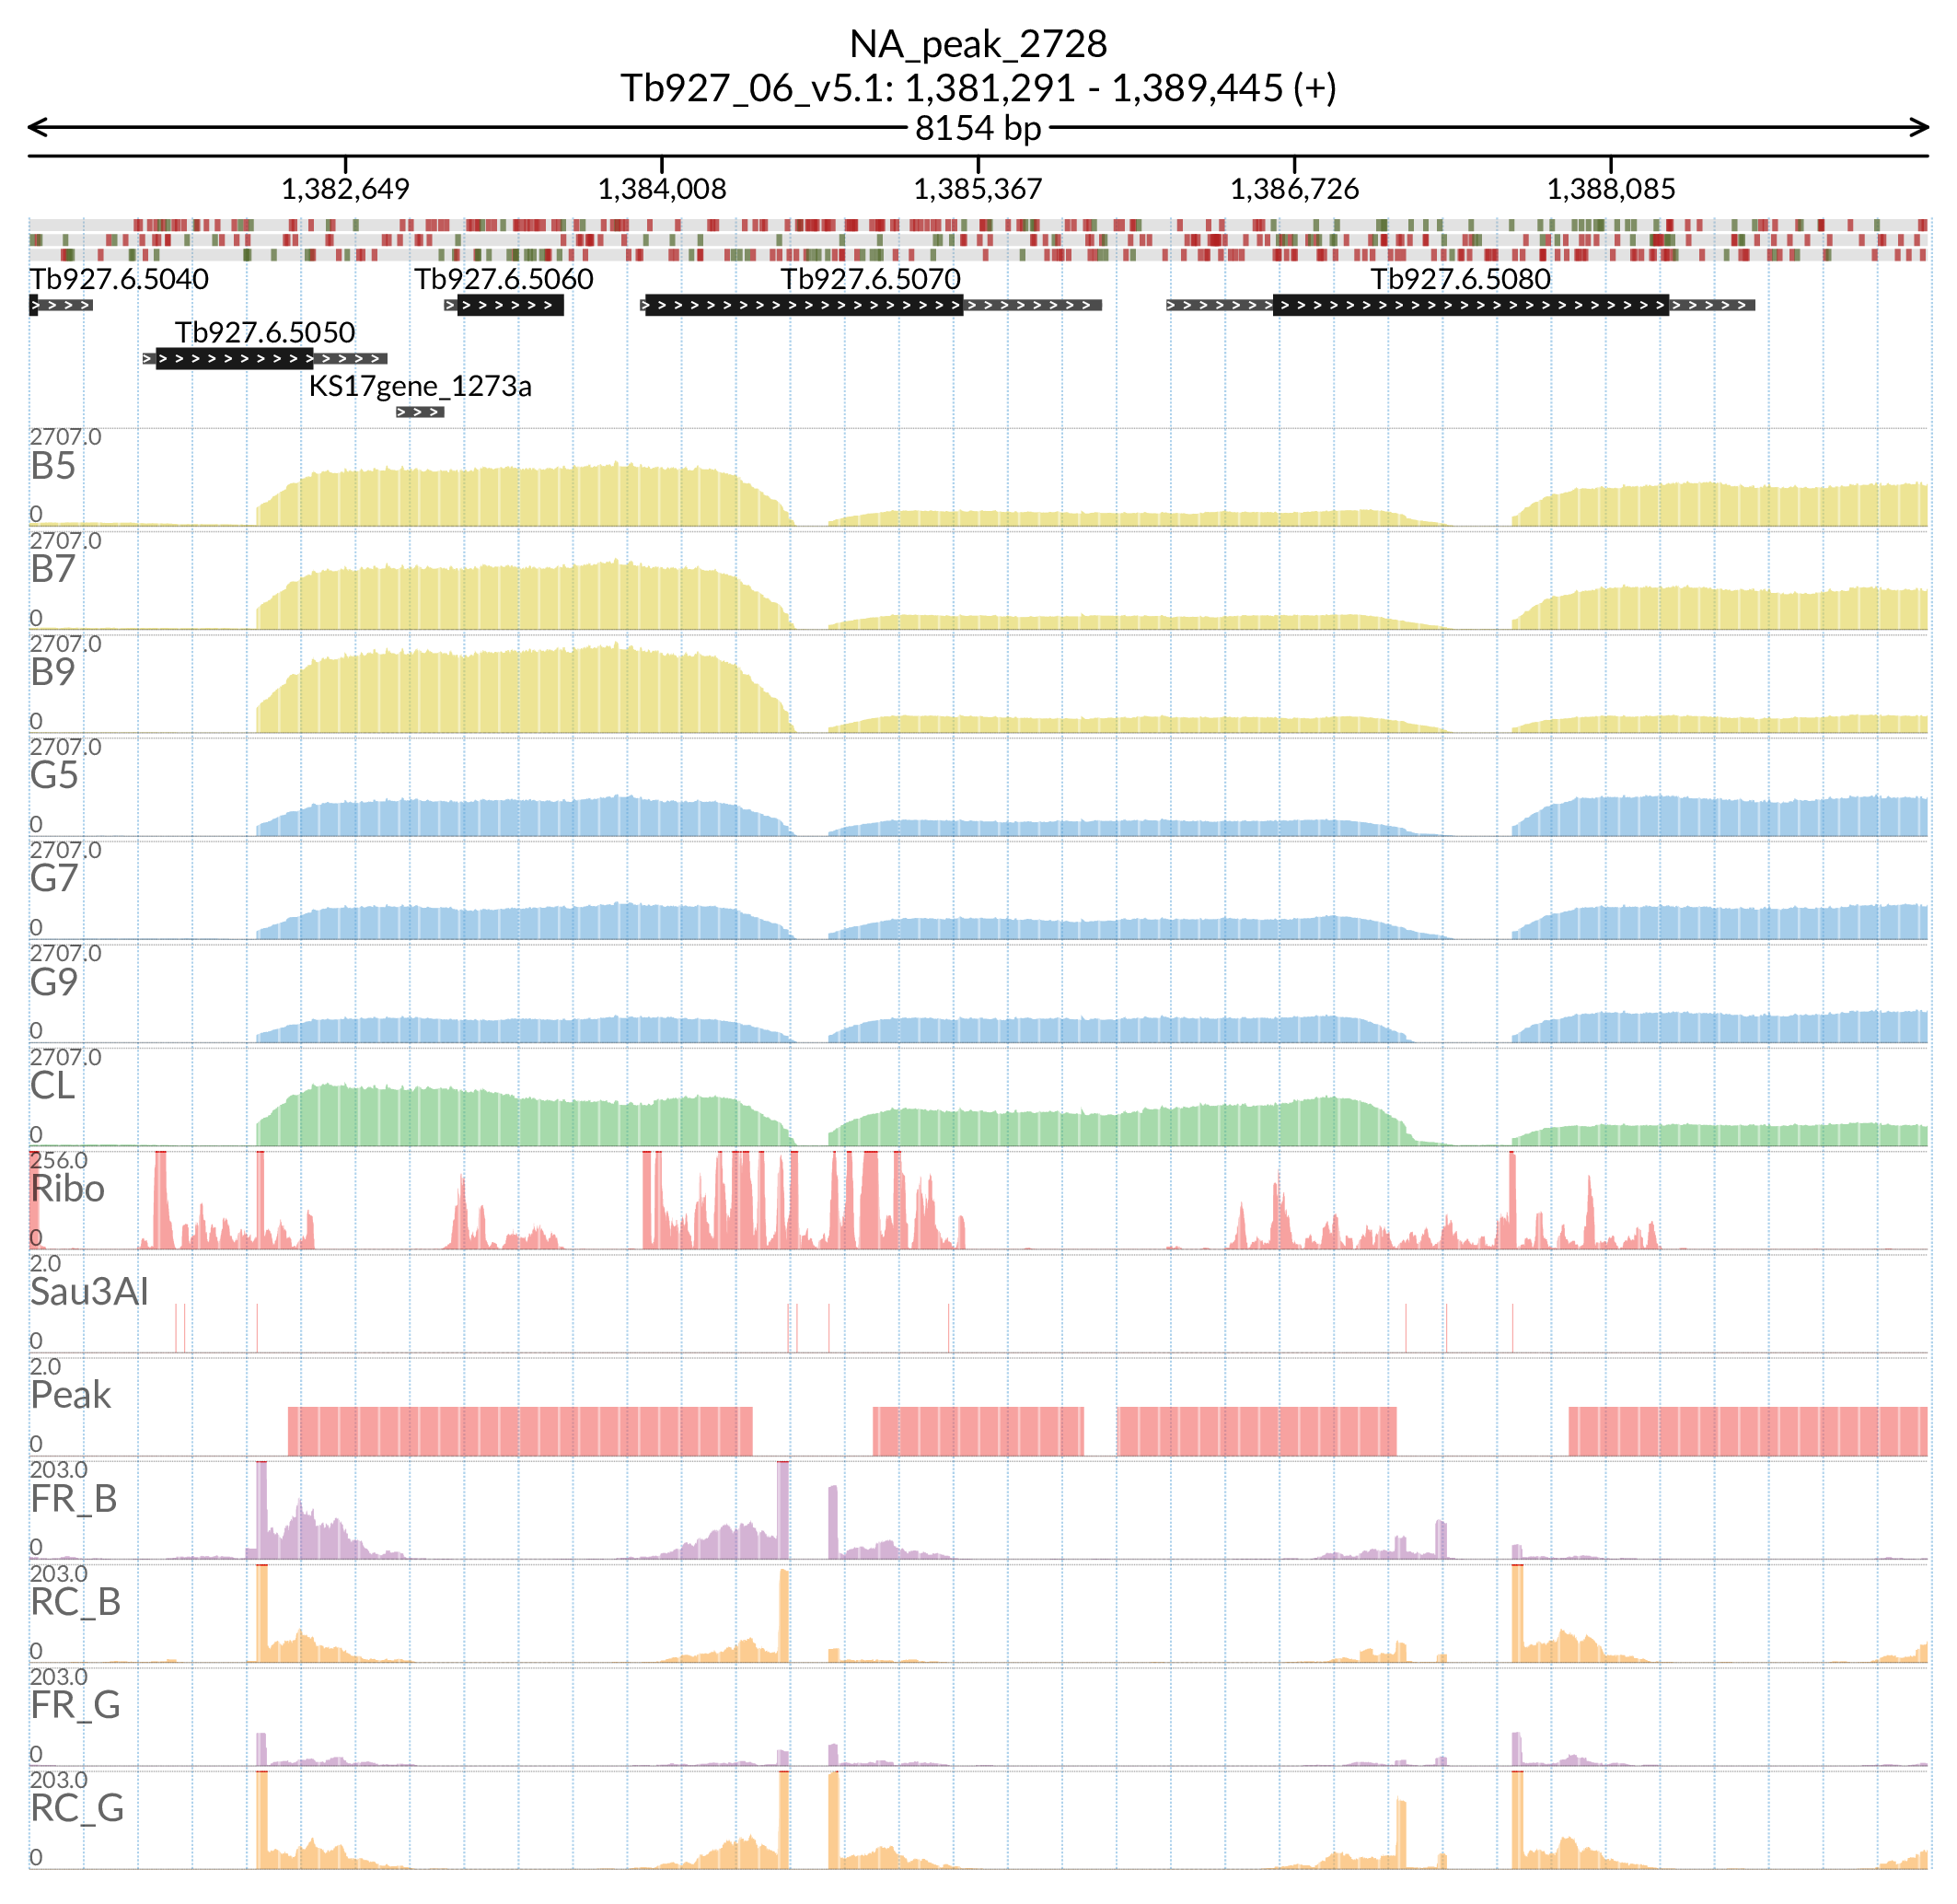 NA_peak_2728
Tb927_06_v5.1: 1,381,291 - 1,389,445 (+)
8154 bp
1,382,649 1,384,008 1,385,367 1,386,726 1,388,085
Tb927.6.5040 Tb927.6.5060 Tb927.6.5070 Tb927.6.5080
Tb927.6.5050
KS17gene_1273a
2707.0
B5
0
2707.0
B7
0
2707.0
B9
0
2707.0
G5
0
2707.0
G7
0
2707.0
G9
0
2707.0
CL
0
256.0
Ribo
0
2.0
Sau3AI
0
2.0
Peak
0
203.0
FR_B
0
203.0
RC_B
0
203.0
FR_G
0
203.0
RC_G
0